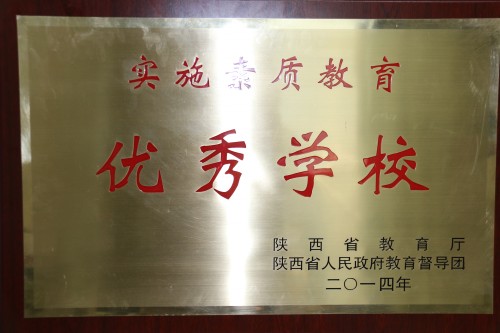 实施素质教育
优秀学校
陕西省教育厅
陕西省人民政府教育督导团
二〇一四年